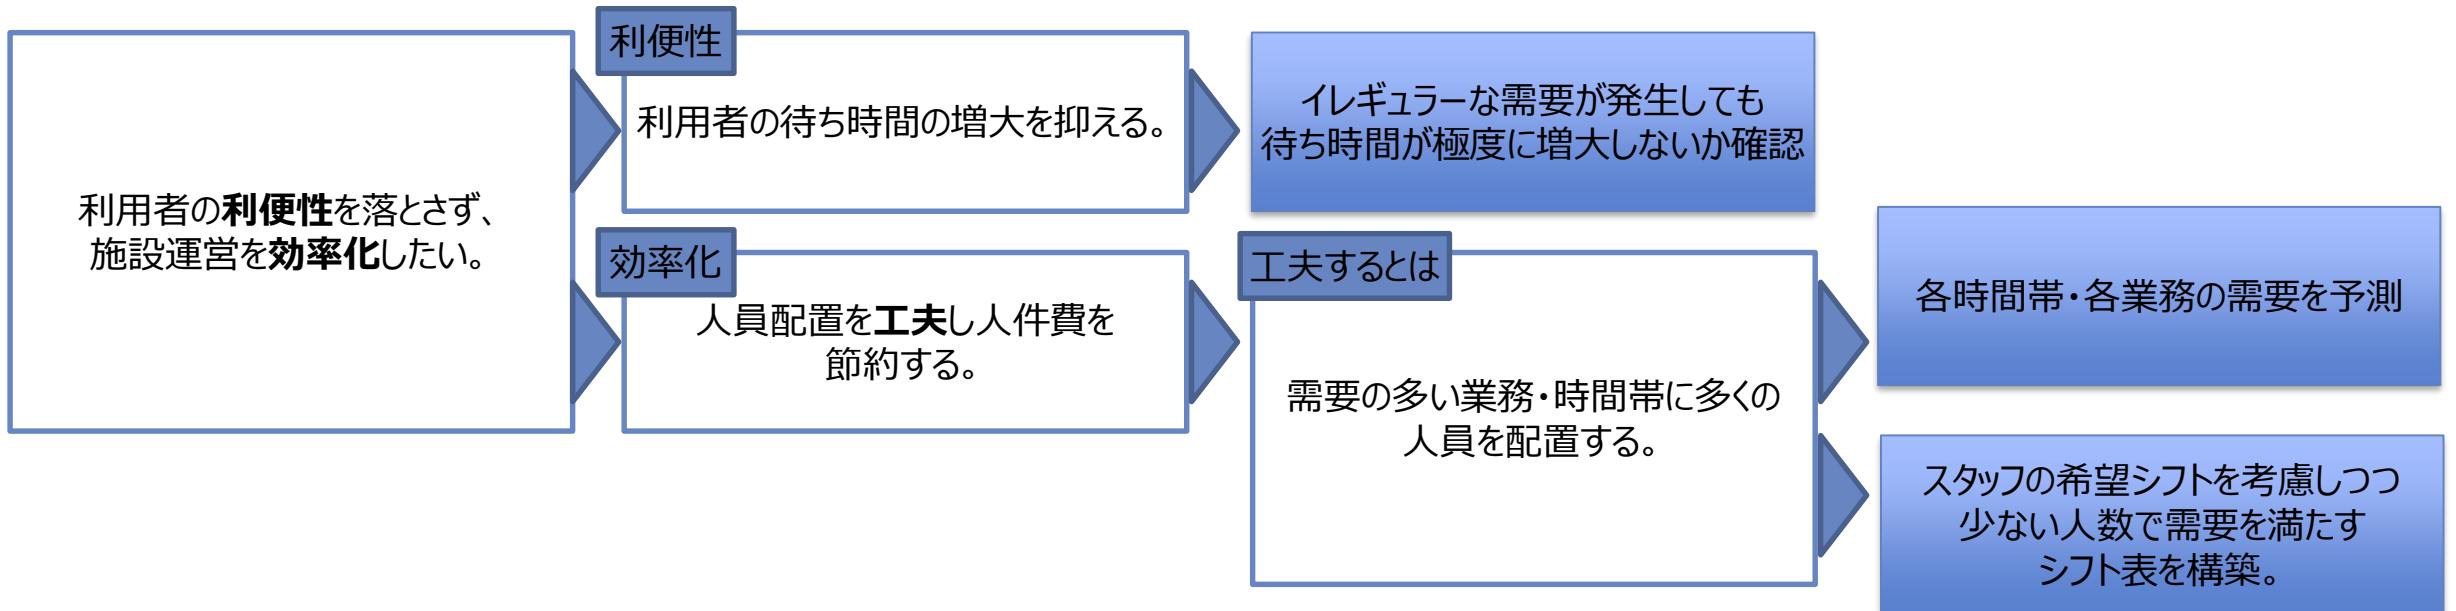 利用者の利便性を落とさず、
施設運営を効率化したい。
利便性
利用者の待ち時間の増大を抑える。
イレギュラーな需要が発生しても
待ち時間が極度に増大しないか確認
効率化
人員配置を工夫し人件費を
節約する。
工夫するとは
需要の多い業務・時間帯に多くの
人員を配置する。
各時間帯・各業務の需要を予測
スタッフの希望シフトを考慮しつつ
少ない人数で需要を満たす
シフト表を構築。